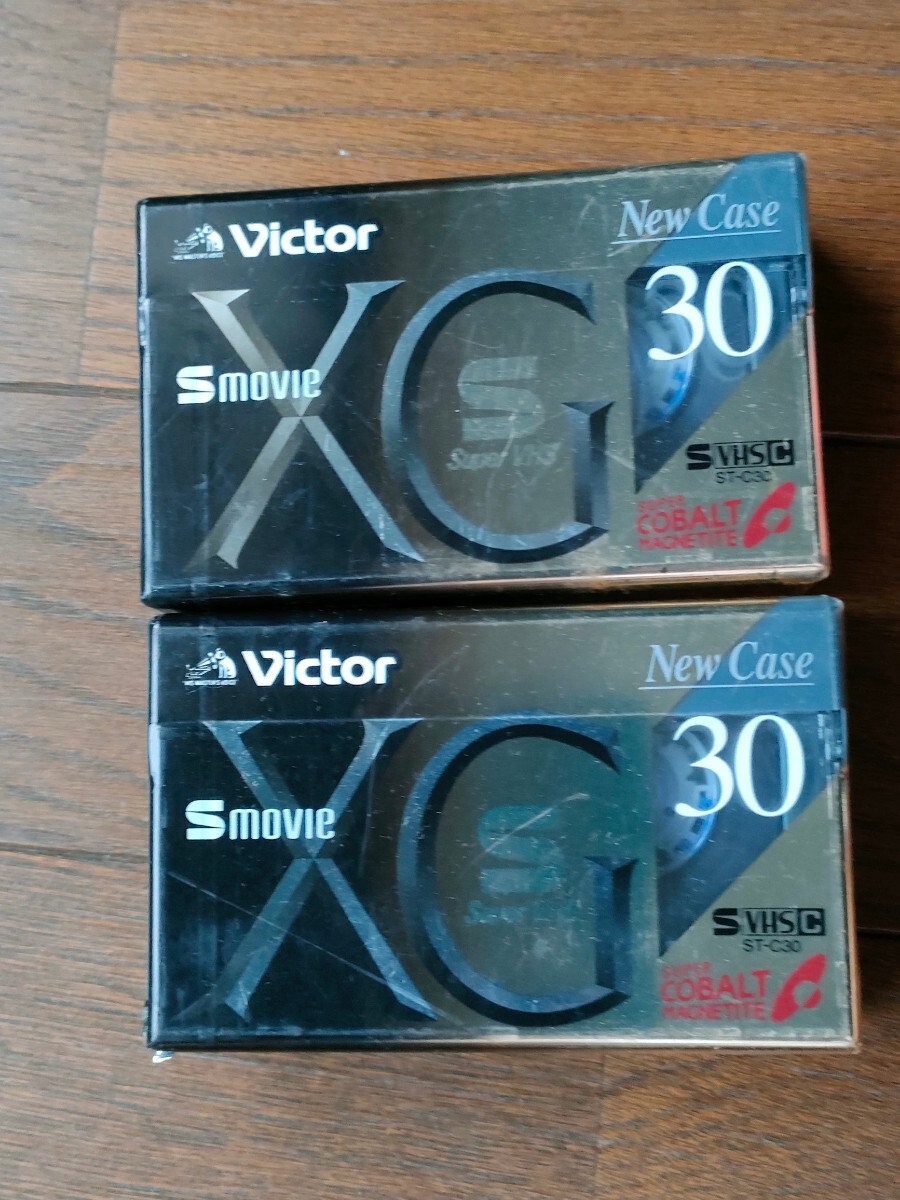 Victor
New Case
XG
30
S MOVIE
S
Super VHS
S VHS C
ST-C30
SUPER
COBALT
MAGNETITE
Victor
New Case
XG
30
S MOVIE
S
S VHS C
ST-C30
SUPER
COBALT
MAGNETITE